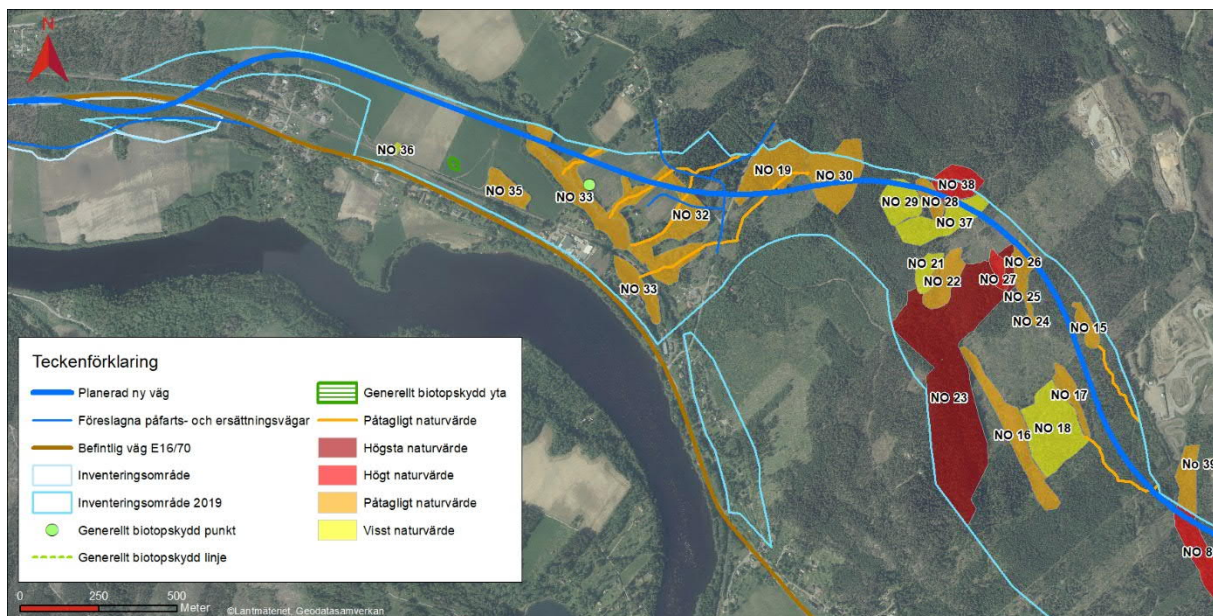 N
NO 36
NO 35
NO 33
NO 32
NO 33
NO 19
NO 30
NO 38
NO 29
NO 28
NO 37
NO 21
NO 22
NO 26
NO 27
NO 25
NO 24
NO 15
NO 23
NO 16
NO 17
NO 18
No 39
NO 8
Teckenförklaring
Planerad ny väg
Föreslagna påfarts- och ersättningsvägar
Befintlig väg E16/70
Inventeringsområde
Inventeringsområde 2019
Generellt biotopskydd punkt
Generellt biotopskydd linje
Generellt biotopskydd yta
Påtagligt naturvärde
Högsta naturvärde
Högt naturvärde
Påtagligt naturvärde
Visst naturvärde
0 250 500
Meter
©Lantmäteriet, Geodatasamverkan